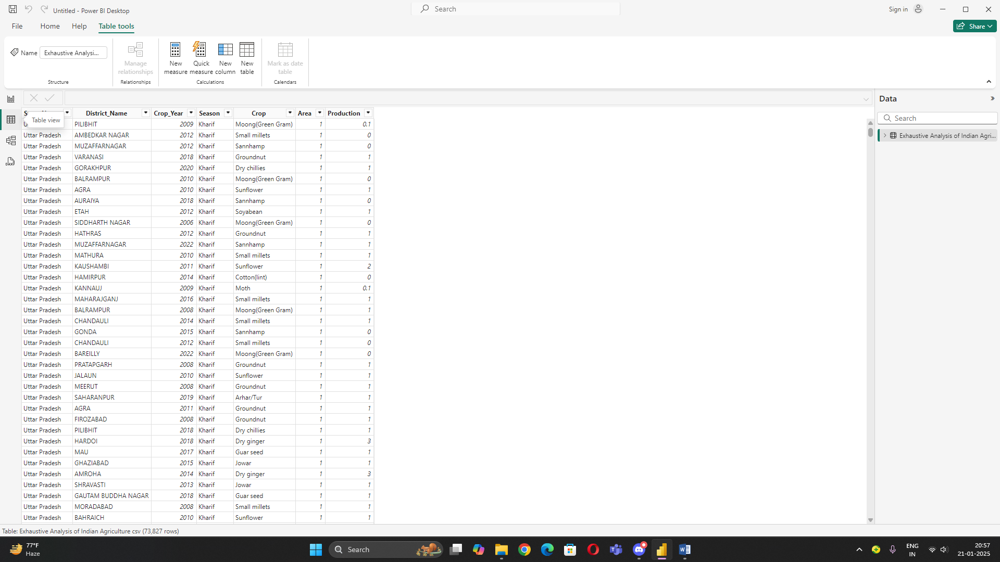 Untitled - Power BI Desktop
Search
Sign in
File Home Help Table tools
Share
Name Exhaustive Analysi...
Manage relationships
New measure
Quick measure
New column
New table
Mark as date table
Structure Relationships Calculations Calendars
Data
Search
Exhaustive Analysis of Indian Agri...
Table view
District_Name Crop_Year Season Crop Area Production
PILIBHIT 2009 Kharif Moong(Green Gram) 1 0.1
Uttar Pradesh AMBEDKAR NAGAR 2012 Kharif Small millets 1 0
Uttar Pradesh MUZAFFARNAGAR 2012 Kharif Sannhamp 1 0
Uttar Pradesh VARANASI 2018 Kharif Groundnut 1 1
Uttar Pradesh GORAKHPUR 2020 Kharif Dry chillies 1 1
Uttar Pradesh BALRAMPUR 2010 Kharif Moong(Green Gram) 1 0
Uttar Pradesh AGRA 2010 Kharif Sunflower 1 1
Uttar Pradesh AURAIYA 2018 Kharif Sannhamp 1 0
Uttar Pradesh ETAH 2012 Kharif Soyabean 1 1
Uttar Pradesh SIDDHARTH NAGAR 2006 Kharif Moong(Green Gram) 1 0
Uttar Pradesh HATHRAS 2012 Kharif Groundnut 1 1
Uttar Pradesh MUZAFFARNAGAR 2022 Kharif Sannhamp 1 1
Uttar Pradesh MATHURA 2010 Kharif Small millets 1 1
Uttar Pradesh KAUSHAMBI 2011 Kharif Sunflower 1 2
Uttar Pradesh HAMIRPUR 2014 Kharif Cotton(lint) 1 0
Uttar Pradesh KANNAUJ 2009 Kharif Moth 1 0.1
Uttar Pradesh MAHARAJGANJ 2016 Kharif Small millets 1 1
Uttar Pradesh BALRAMPUR 2008 Kharif Moong(Green Gram) 1 1
Uttar Pradesh CHANDAULI 2014 Kharif Small millets 1 1
Uttar Pradesh GONDA 2015 Kharif Sannhamp 1 0
Uttar Pradesh CHANDAULI 2012 Kharif Small millets 1 0
Uttar Pradesh BAREILLY 2022 Kharif Moong(Green Gram) 1 0
Uttar Pradesh PRATAPGARH 2008 Kharif Groundnut 1 1
Uttar Pradesh JALAUN 2010 Kharif Sunflower 1 1
Uttar Pradesh MEERUT 2008 Kharif Groundnut 1 1
Uttar Pradesh SAHARANPUR 2019 Kharif Arhar/Tur 1 1
Uttar Pradesh AGRA 2011 Kharif Groundnut 1 1
Uttar Pradesh FIROZABAD 2008 Kharif Groundnut 1 1
Uttar Pradesh PILIBHIT 2018 Kharif Dry chillies 1 1
Uttar Pradesh HARDOI 2018 Kharif Dry ginger 1 3
Uttar Pradesh MAU 2017 Kharif Guar seed 1 1
Uttar Pradesh GHAZIABAD 2015 Kharif Jowar 1 1
Uttar Pradesh AMROHA 2014 Kharif Dry ginger 1 3
Uttar Pradesh SHRAVASTI 2013 Kharif Jowar 1 1
Uttar Pradesh GAUTAM BUDDHA NAGAR 2018 Kharif Guar seed 1 1
Uttar Pradesh MORADABAD 2008 Kharif Small millets 1 1
Uttar Pradesh BAHRAICH 2010 Kharif Sunflower 1 1
Table: Exhaustive Analysis of Indian Agriculture csv (73,827 rows)
77°F
Haze
Search
ENG
IN
20:57
21-01-2025